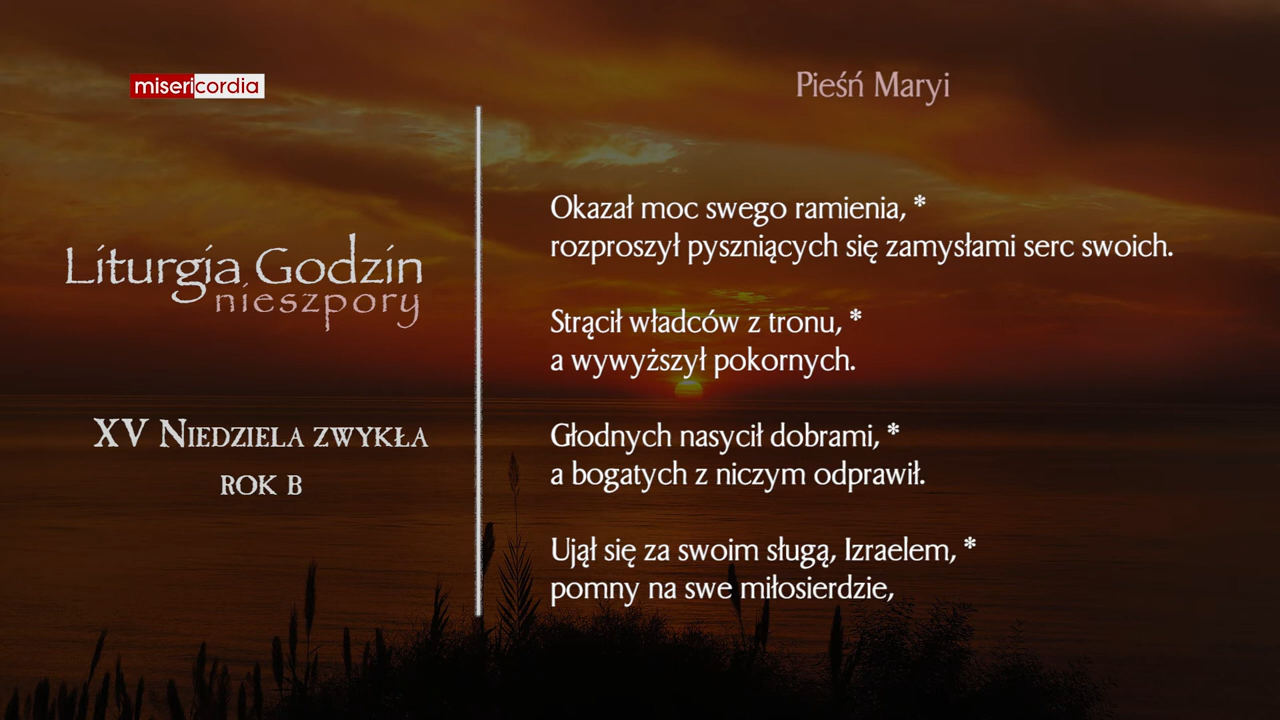 misericordia
Liturgia Godzin
nieszpory
XV Niedziela zwykła
rok B
Pieśń Maryi
Okazał moc swego ramienia, *
rozproszył pyszniących się zamysłami serc swoich.
Strącił władców z tronu, *
a wywyższył pokornych.
Głodnych nasycił dobrami, *
a bogatych z niczym odprawił.
Ujął się za swoim sługą, Izraelem, *
pomny na swe miłosierdzie,